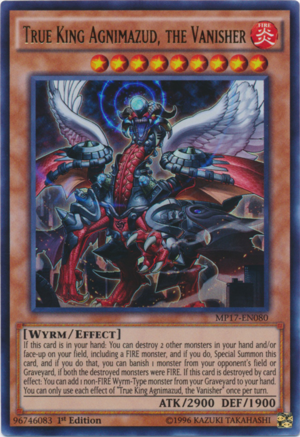 TRUE KING AGNIMAZUD, THE VANISHER
FIRE
炎
MP17-EN080
[WYRM/EFFECT]
If this card is in your hand: You can destroy 2 other monsters in your hand and/or
face-up on your field, including a FIRE monster, and if you do, Special Summon this
card, and if you do that, you can banish 1 monster from your opponent's field or
Graveyard, if both the destroyed monsters were FIRE. If this card is destroyed by card
effect: You can add 1 non-FIRE Wyrm-Type monster from your Graveyard to your hand.
You can only use each effect of "True King Agnimazud, the Vanisher" once per turn.
ATK/2900 DEF/1900
96746083 1st Edition ©1996 KAZUKI TAKAHASHI